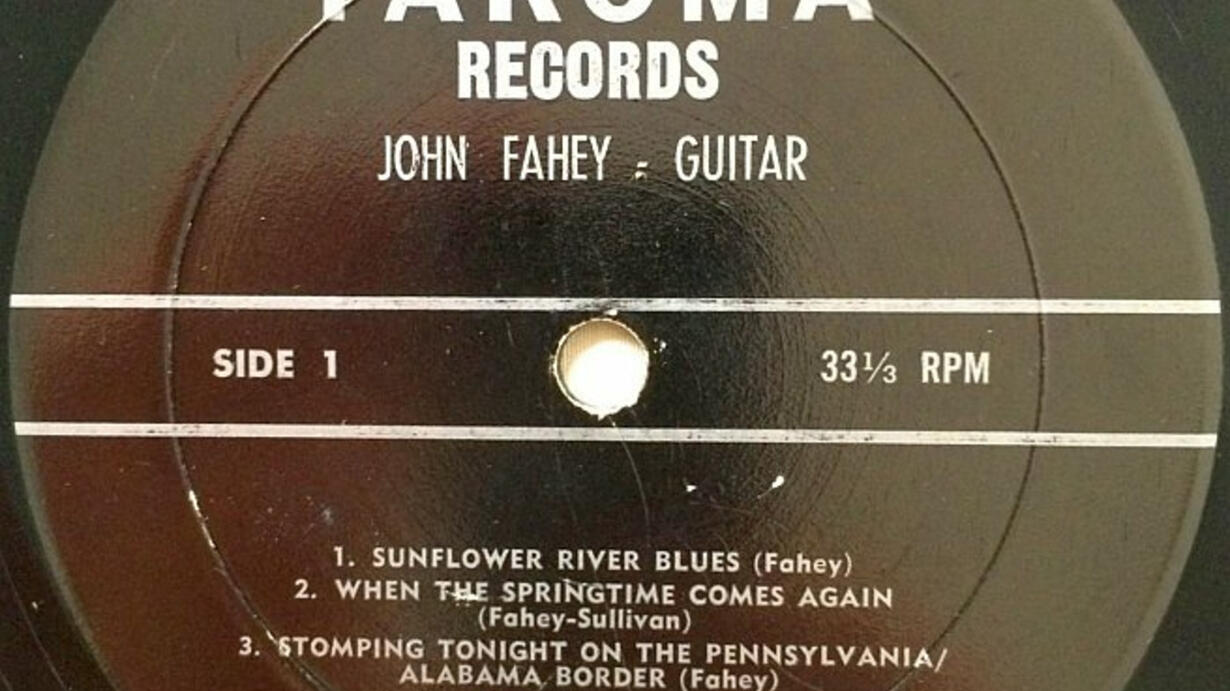 TAKOMA
RECORDS
JOHN FAHEY - GUITAR
SIDE 1
33⅓ RPM
1. SUNFLOWER RIVER BLUES (Fahey)
2. WHEN THE SPRINGTIME COMES AGAIN
(Fahey-Sullivan)
3. STOMPING TONIGHT ON THE PENNSYLVANIA/
ALABAMA BORDER (Fahey)